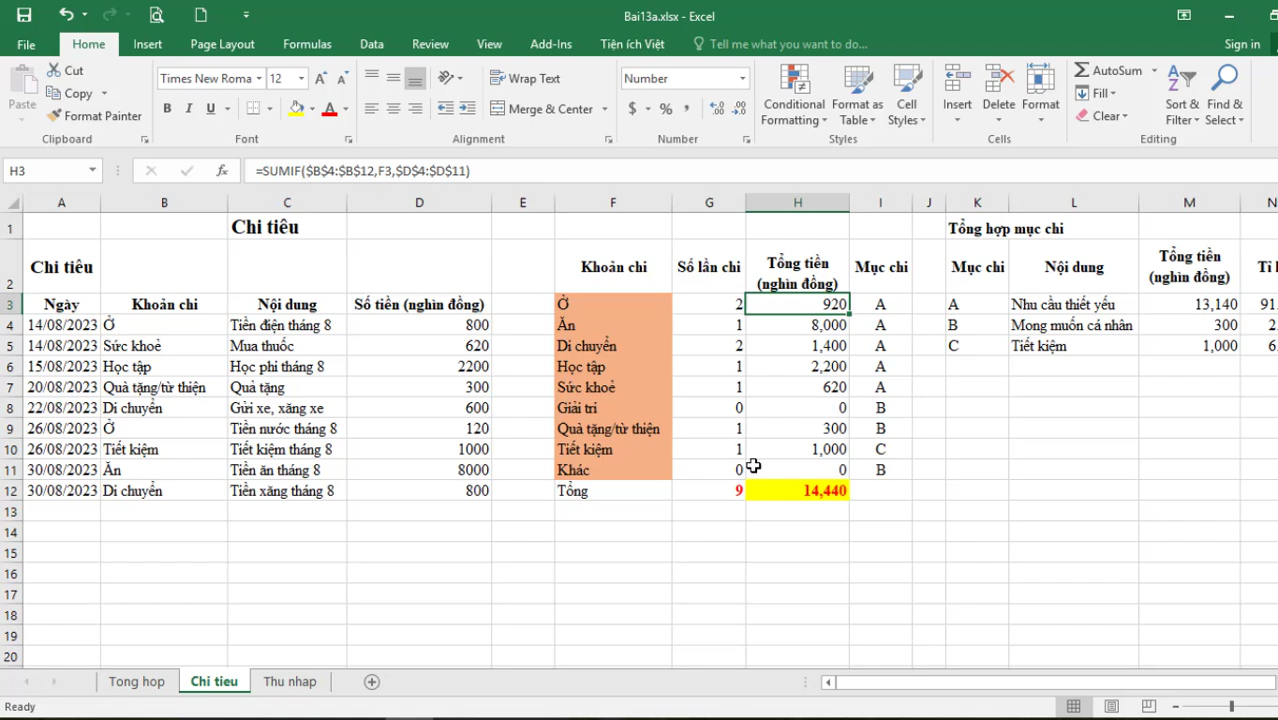 Bai13a.xlsx - Excel
File Home Insert Page Layout Formulas Data Review View Add-Ins Tiện ích Việt Tell me what you want to do... Sign in
Paste Cut Copy Format Painter Clipboard
Times New Roma 12 B I U A Font
Wrap Text Merge & Center Alignment
Number $ % , Number
Conditional Formatting Format as Table Cell Styles Styles
Insert Delete Format Cells
AutoSum Fill Clear Sort & Filter Find & Select Editing
H3 fx =SUMIF($B$4:$B$12,F3,$D$4:$D$11)
A B C D E F G H I J K L M N
1 Chi tiêu Tổng hợp mục chi
2 Chi tiêu Khoản chi Số lần chi Tổng tiền (nghìn đồng) Mục chi Mục chi Nội dung Tổng tiền (nghìn đồng) Tỉ
3 Ngày Khoản chi Nội dung Số tiền (nghìn đồng) Ở 2 920 A A Nhu cầu thiết yếu 13,140 91
4 14/08/2023 Ở Tiền điện tháng 8 800 Ăn 1 8,000 A B Mong muốn cá nhân 300 2
5 14/08/2023 Sức khoẻ Mua thuốc 620 Di chuyển 2 1,400 A C Tiết kiệm 1,000 6
6 15/08/2023 Học tập Học phi tháng 8 2200 Học tập 1 2,200 A
7 20/08/2023 Quà tặng/từ thiện Quả tặng 300 Sức khoẻ 1 620 A
8 22/08/2023 Di chuyển Gửi xe, xăng xe 600 Giải trí 0 0 B
9 26/08/2023 Ở Tiền nước tháng 8 120 Quà tặng/từ thiện 1 300 B
10 26/08/2023 Tiết kiệm Tiết kiệm tháng 8 1000 Tiết kiệm 1 1,000 C
11 30/08/2023 Ăn Tiền ăn tháng 8 8000 Khác 0 0 B
12 30/08/2023 Di chuyển Tiền xăng tháng 8 800 Tổng 9 14,440
13
14
15
16
17
18
19
20
Tong hop Chi tieu Thu nhap
Ready